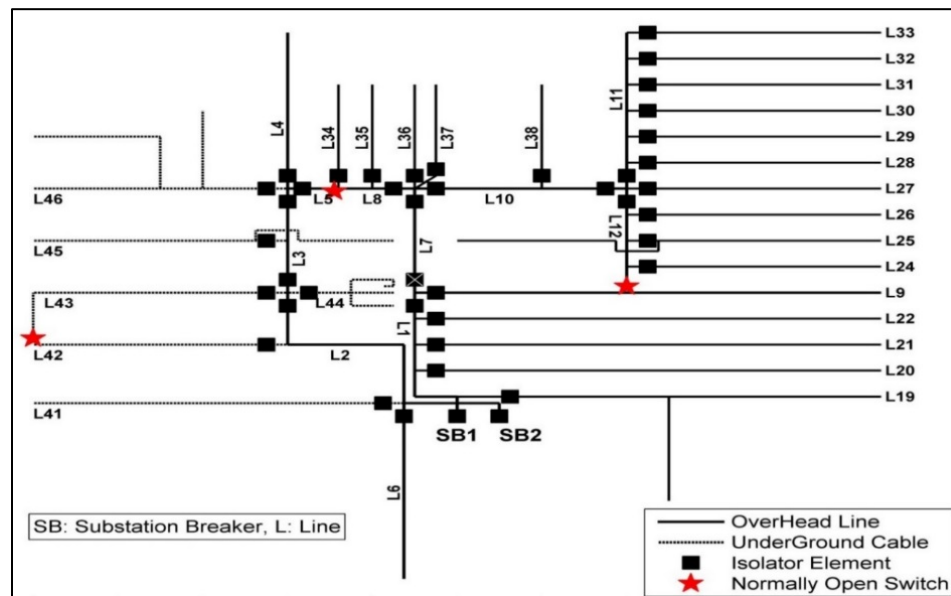 L33
L32
L31
L30
L29
L28
L27
L26
L25
L24
L9
L22
L21
L20
L19
L11
L12
L4
L34
L35
L36
L37
L38
L46
L5
L8
L10
L45
L3
L7
L43
L44
L1
L42
L2
L41
SB1
SB2
L6
SB: Substation Breaker, L: Line
OverHead Line
UnderGround Cable
Isolator Element
Normally Open Switch